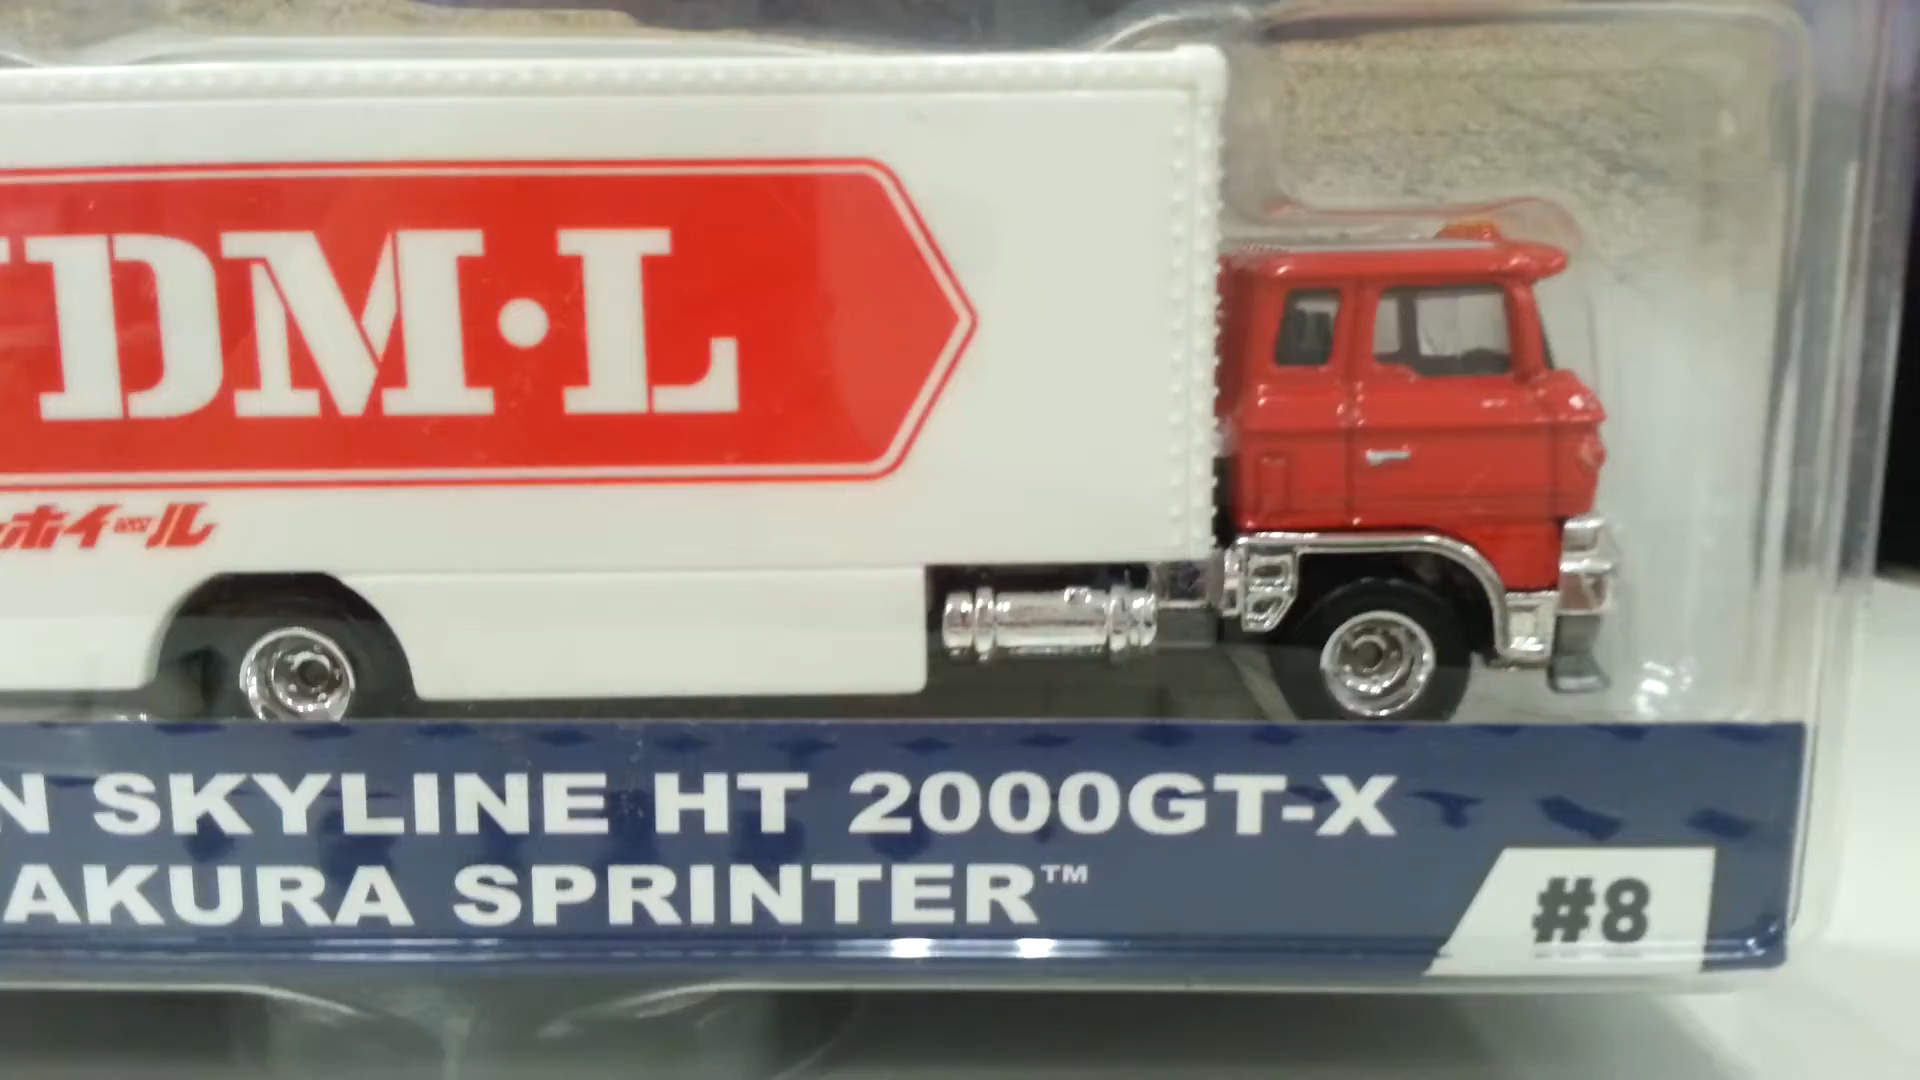 DM·L
ホイール
N SKYLINE HT 2000GT-X
AKURA SPRINTER™
#8